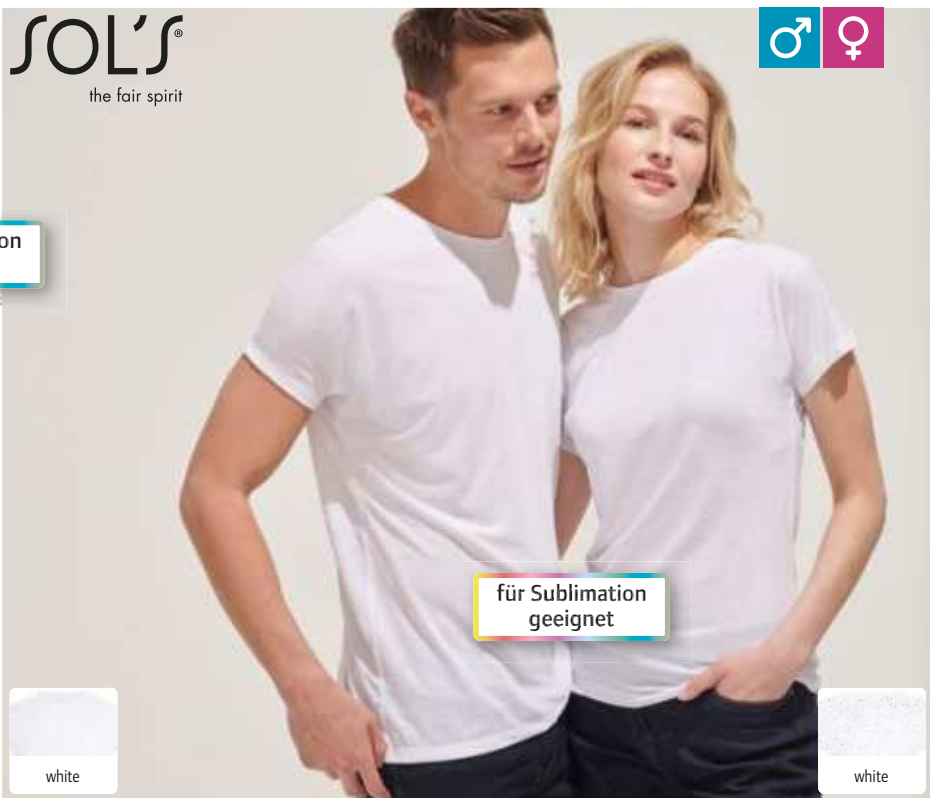 SOL'S®
the fair spirit
on
für Sublimation
geeignet
white
white